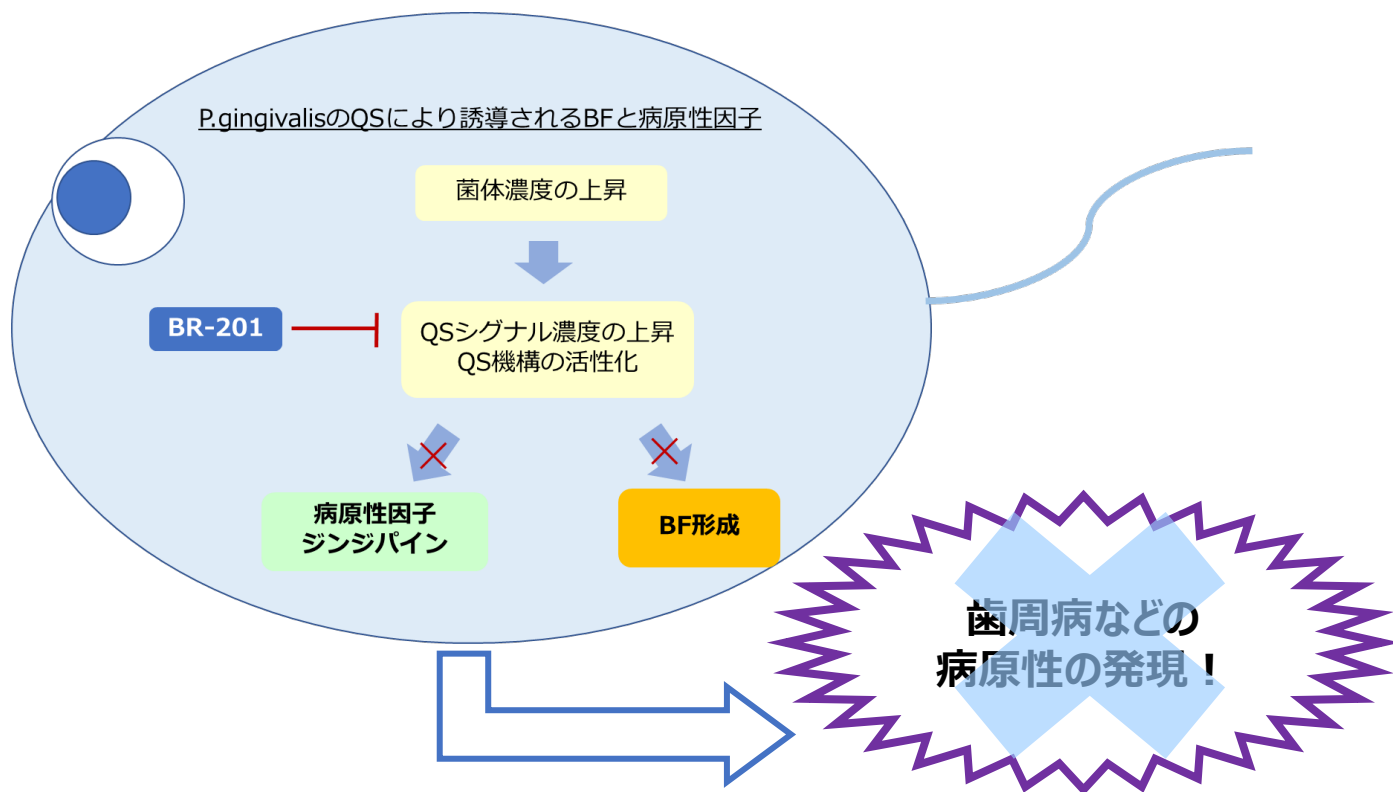 P.gingivalisのQSにより誘導されるBFと病原性因子
菌体濃度の上昇
BR-201
QSシグナル濃度の上昇
QS機構の活性化
病原性因子
ジンジパイン
BF形成
歯周病などの
病原性の発現！